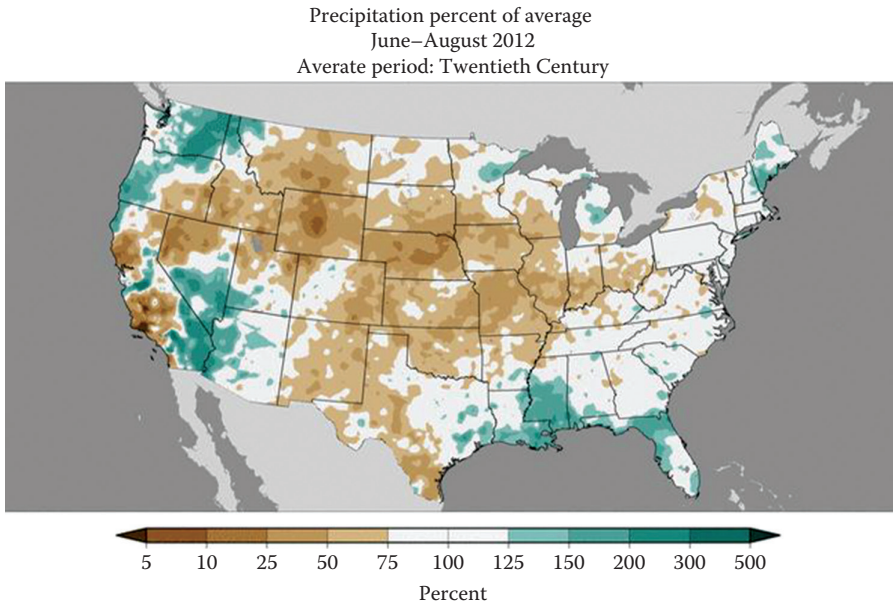 Precipitation percent of average
June–August 2012
Averate period: Twentieth Century
5 10 25 50 75 100 125 150 200 300 500
Percent